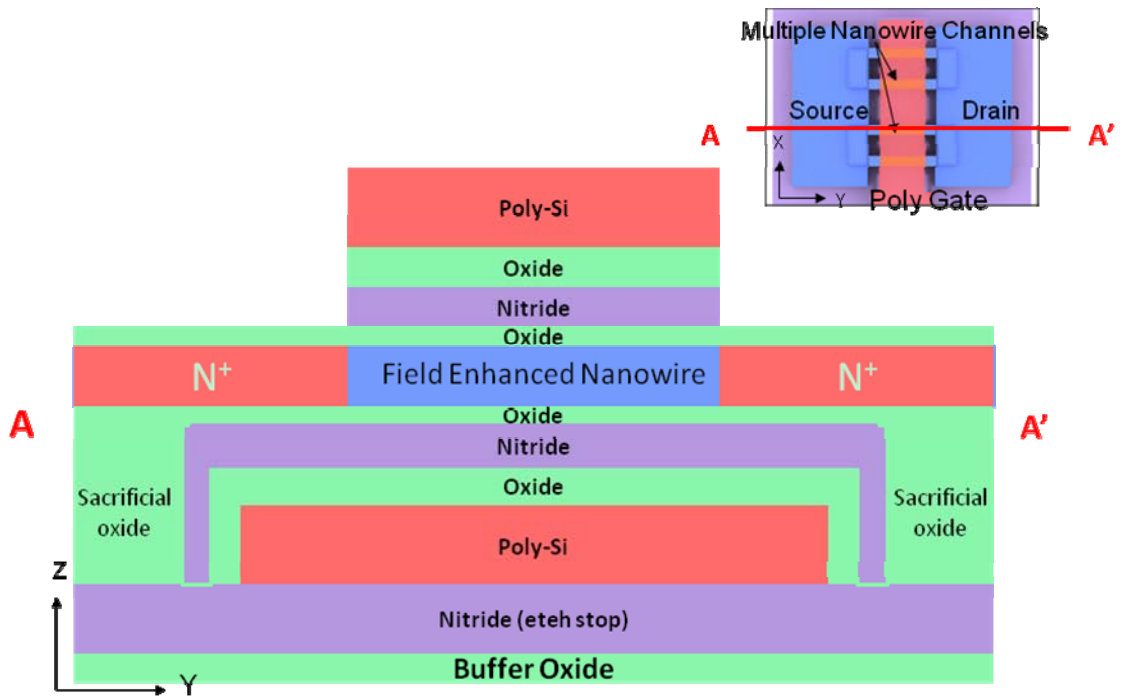 Multiple Nanowire Channels
Source
Drain
A
A'
X
Y
Poly Gate
Poly-Si
Oxide
Nitride
Oxide
N+
Field Enhanced Nanowire
N+
A
Oxide
A'
Nitride
Oxide
Sacrificial
oxide
Sacrificial
oxide
Poly-Si
Z
Nitride (eteh stop)
Buffer Oxide
Y